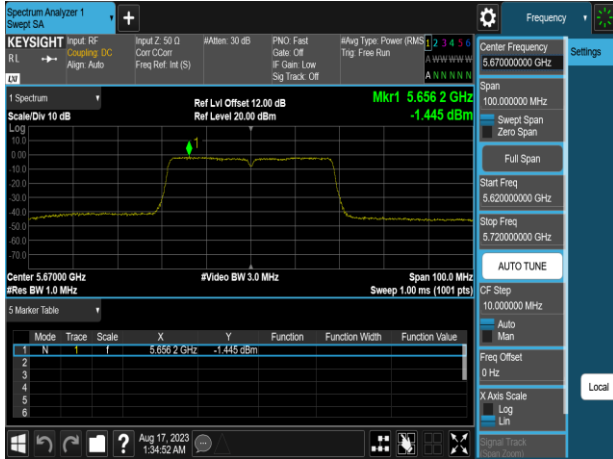 Spectrum Analyzer 1
Swept SA
+
Frequency
KEYSIGHT
RL
LXI
Input: RF
Coupling: DC
Align: Auto
Input Z: 50 Ω
Corr CCorr
Freq Ref: Int (S)
#Atten: 30 dB
PNO: Fast
Gate: Off
IF Gain: Low
Sig Track: Off
#Avg Type: Power (RMS
Trig: Free Run
1 2 3 4 5 6
A W W W W W
A N N N N N
Center Frequency
5.670000000 GHz
Settings
Span
100.000000 MHz
Swept Span
Zero Span
Full Span
Start Freq
5.620000000 GHz
Stop Freq
5.720000000 GHz
AUTO TUNE
CF Step
10.000000 MHz
Auto
Man
Freq Offset
0 Hz
X Axis Scale
Log
Lin
Signal Track
(Span Zoom)
Local
1 Spectrum
Scale/Div 10 dB
Log
Ref Lvl Offset 12.00 dB
Ref Level 20.00 dBm
Mkr1 5.656 2 GHz
-1.445 dBm
1
10.0
0.00
-10.0
-20.0
-30.0
-40.0
-50.0
-60.0
-70.0
Center 5.67000 GHz
#Video BW 3.0 MHz
Span 100.0 MHz
#Res BW 1.0 MHz
Sweep 1.00 ms (1001 pts)
5 Marker Table
Mode Trace Scale X Y Function Function Width Function Value
1 N 1 f 5.656 2 GHz -1.445 dBm
2
3
4
5
6
?
Aug 17, 2023
1:34:52 AM